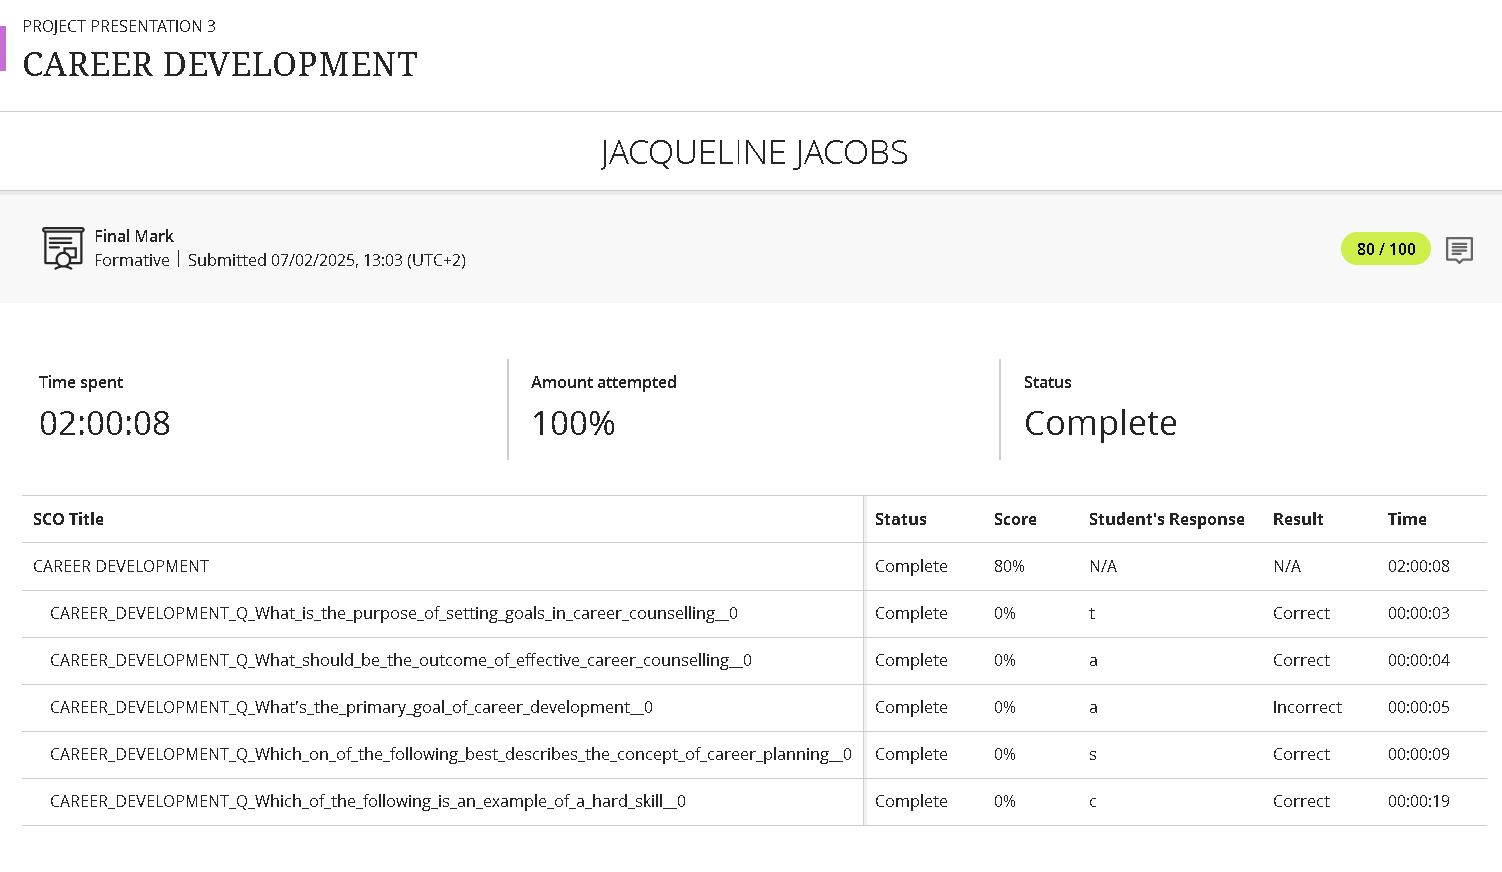 PROJECT PRESENTATION 3
CAREER DEVELOPMENT
JACQUELINE JACOBS
Final Mark
Formative | Submitted 07/02/2025, 13:03 (UTC+2)
80 / 100
Time spent
02:00:08
Amount attempted
100%
Status
Complete
SCO Title Status Score Student's Response Result Time
CAREER DEVELOPMENT Complete 80% N/A N/A 02:00:08
CAREER_DEVELOPMENT_Q_What_is_the_purpose_of_setting_goals_in_career_counselling__0 Complete 0% t Correct 00:00:03
CAREER_DEVELOPMENT_Q_What_should_be_the_outcome_of_effective_career_counselling__0 Complete 0% a Correct 00:00:04
CAREER_DEVELOPMENT_Q_What's_the_primary_goal_of_career_development__0 Complete 0% a Incorrect 00:00:05
CAREER_DEVELOPMENT_Q_Which_on_of_the_following_best_describes_the_concept_of_career_planning__0 Complete 0% s Correct 00:00:09
CAREER_DEVELOPMENT_Q_Which_of_the_following_is_an_example_of_a_hard_skill__0 Complete 0% c Correct 00:00:19